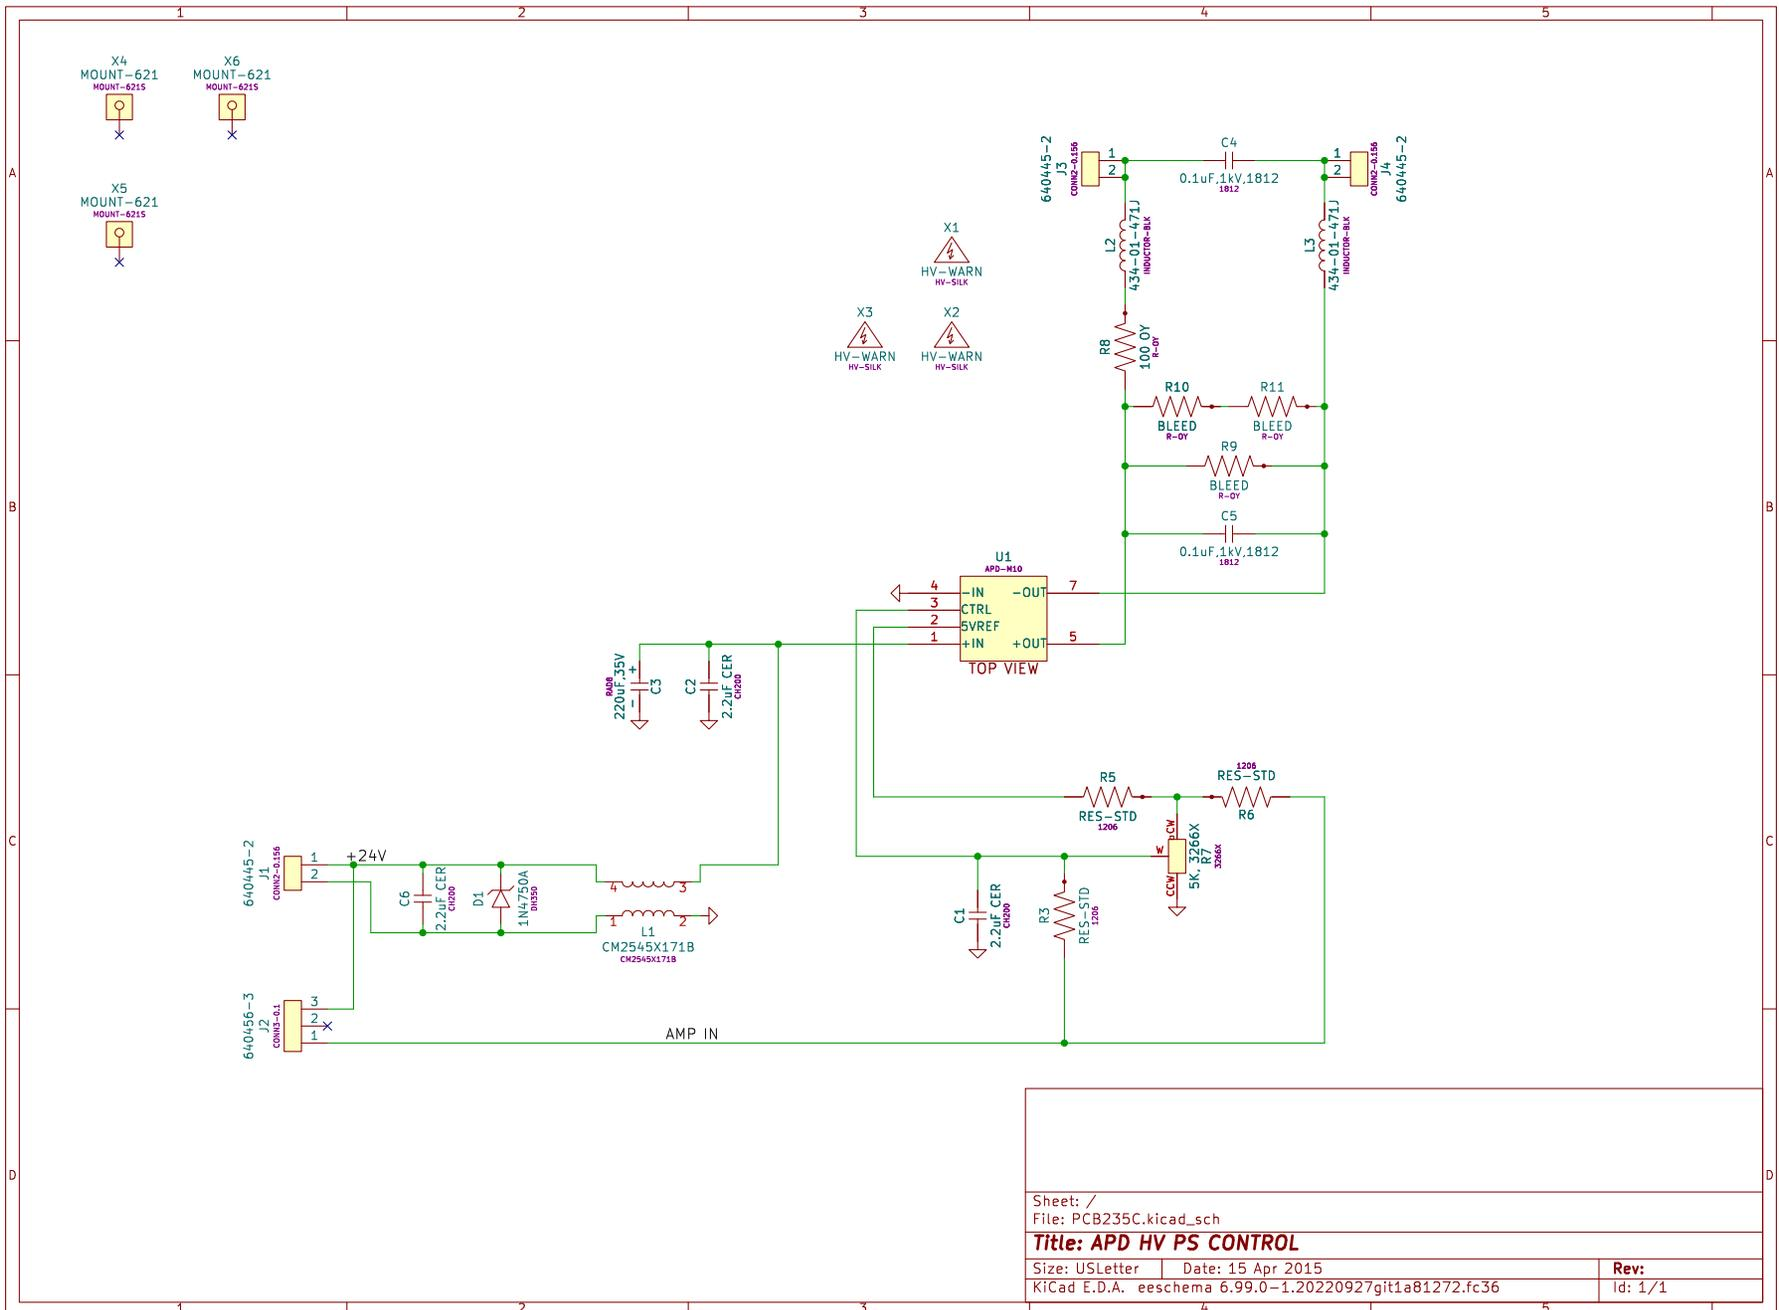 1 2 3 4 5
A
B
C
D
A
B
C
D
X4
MOUNT-621
MOUNT-621S
X6
MOUNT-621
MOUNT-621S
X5
MOUNT-621
MOUNT-621S
X1
HV-WARN
HV-SILK
X3
HV-WARN
HV-SILK
X2
HV-WARN
HV-SILK
640445-2
J3
CONN2-0.156
1
2
C4
0.1uF,1kV,1812
1812
1
2
CONN2-0.156
J4
640445-2
L2
434-01-471J
INDUCTOR-BLK
L3
434-01-471J
INDUCTOR-BLK
R8
100 OY
R-OY
R10
BLEED
R-OY
R11
BLEED
R-OY
R9
BLEED
R-OY
C5
0.1uF,1kV,1812
1812
U1
APD-M10
4 -IN -OUT 7
3 CTRL
2 5VREF
1 +IN +OUT 5
TOP VIEW
RAD8
220uF,35V
+
-
C3
C2
2.2uF CER
CH200
R5
RES-STD
1206
1206
RES-STD
R6
CW
W
CCW
5K, 3266X
R7
3266X
640445-2
J1
CONN2-0.156
1
2
+24V
C6
2.2uF CER
CH200
D1
1N4750A
DH350
4 3
1 2
L1
CM2545X171B
CM2545X171B
C1
2.2uF CER
CH200
R3
RES-STD
1206
640456-3
J2
CONN3-0.1
3
2
1
AMP IN
Sheet: /
File: PCB235C.kicad_sch
Title: APD HV PS CONTROL
Size: USLetter Date: 15 Apr 2015 Rev:
KiCad E.D.A. eeschema 6.99.0-1.20220927git1a81272.fc36 Id: 1/1
1 2 3 4 5